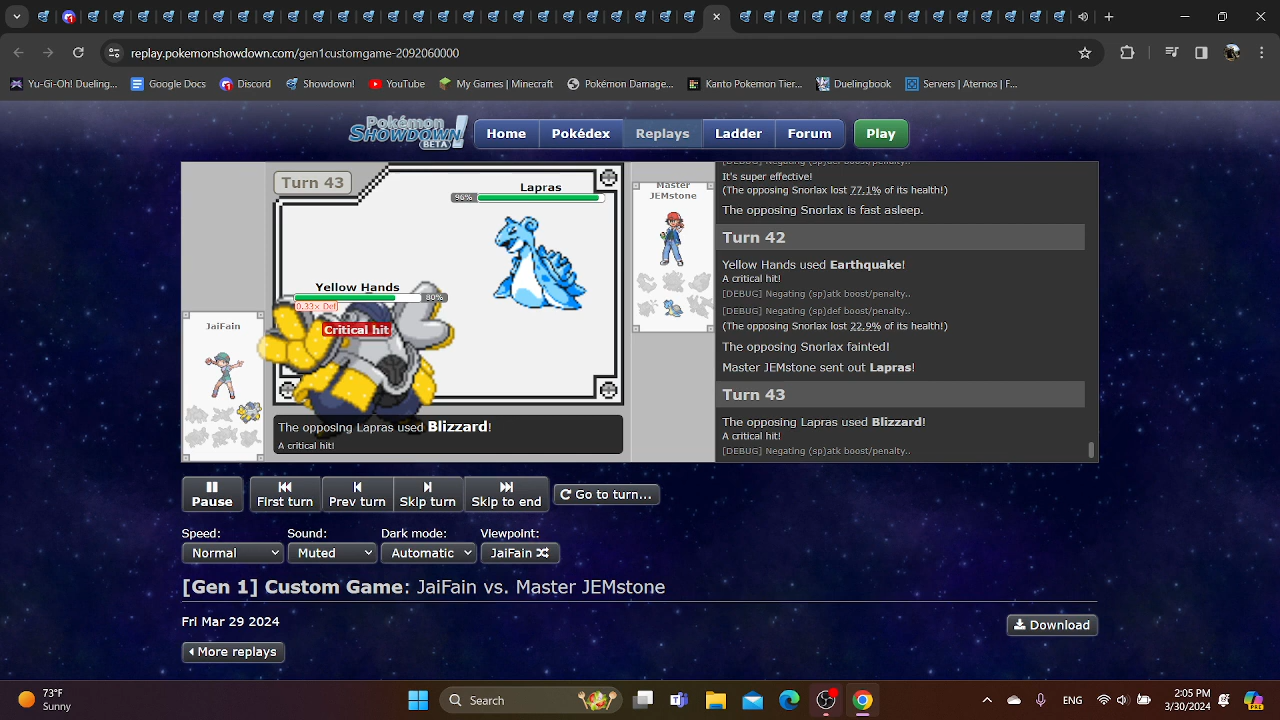 replay.pokemonshowdown.com/gen1customgame-2092060000
Yu-Gi-Oh! Dueling...
Google Docs
Discord
Showdown!
YouTube
My Games | Minecraft
Pokémon Damage...
Kanto Pokemon Tier...
Duelingbook
Servers | Aternos | F...
Pokémon
SHOWDOWN!
BETA
Home
Pokédex
Replays
Ladder
Forum
Play
Turn 43
Lapras
96%
Yellow Hands
80%
0.33× Def
Critical hit
JaiFain
The opposing Lapras used Blizzard!
A critical hit!
Master
JEMstone
[DEBUG] Negating (sp)def boost/penalty..
It's super effective!
(The opposing Snorlax lost 77.1% of its health!)
The opposing Snorlax is fast asleep.
Turn 42
Yellow Hands used Earthquake!
A critical hit!
[DEBUG] Negating (sp)atk boost/penalty..
[DEBUG] Negating (sp)def boost/penalty..
(The opposing Snorlax lost 22.9% of its health!)
The opposing Snorlax fainted!
Master JEMstone sent out Lapras!
Turn 43
The opposing Lapras used Blizzard!
A critical hit!
[DEBUG] Negating (sp)atk boost/penalty..
Pause
First turn
Prev turn
Skip turn
Skip to end
Go to turn...
Speed:
Normal
Sound:
Muted
Dark mode:
Automatic
Viewpoint:
JaiFain
[Gen 1] Custom Game: JaiFain vs. Master JEMstone
Fri Mar 29 2024
Download
More replays
73°F
Sunny
Search
ENG
2:05 PM
3/30/2024
PRE